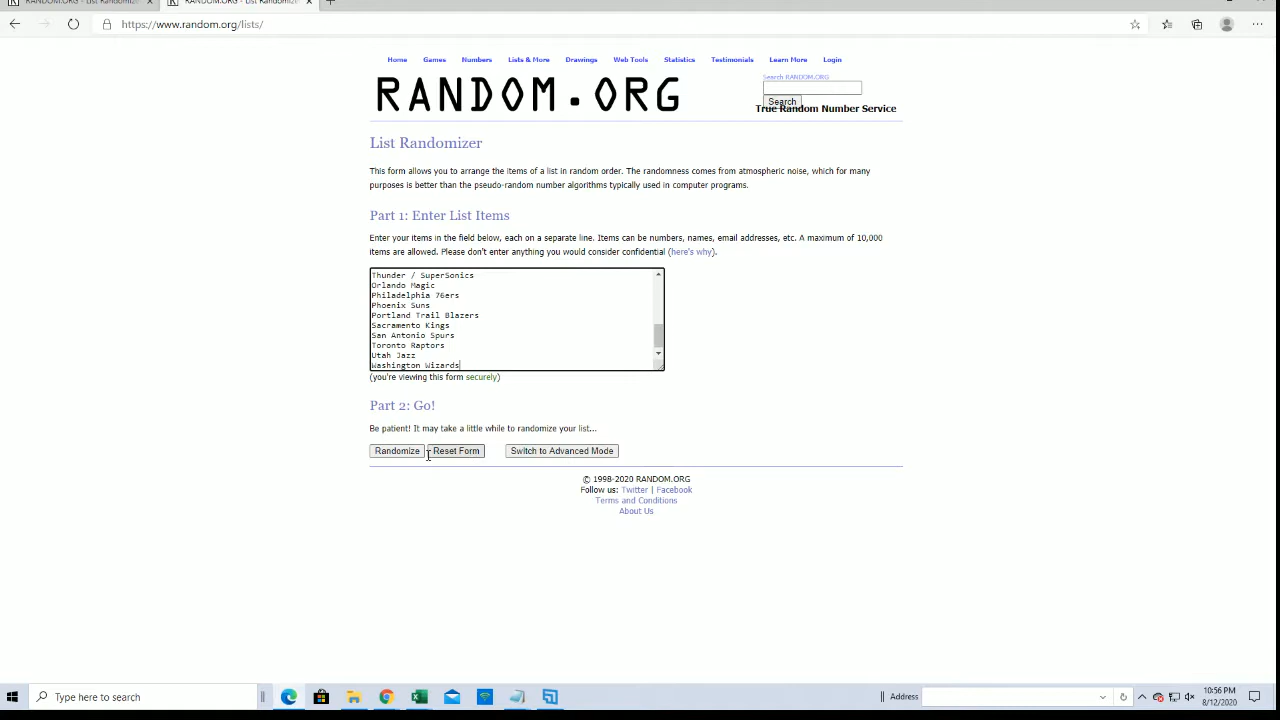 RANDOM.ORG - List Randomizer
RANDOM.ORG - List Randomizer
https://www.random.org/lists/
Home Games Numbers Lists & More Drawings Web Tools Statistics Testimonials Learn More Login
Search RANDOM.ORG
RANDOM.ORG
Search
True Random Number Service
List Randomizer
This form allows you to arrange the items of a list in random order. The randomness comes from atmospheric noise, which for many
purposes is better than the pseudo-random number algorithms typically used in computer programs.
Part 1: Enter List Items
Enter your items in the field below, each on a separate line. Items can be numbers, names, email addresses, etc. A maximum of 10,000
items are allowed. Please don't enter anything you would consider confidential (here's why).
Thunder / SuperSonics
Orlando Magic
Philadelphia 76ers
Phoenix Suns
Portland Trail Blazers
Sacramento Kings
San Antonio Spurs
Toronto Raptors
Utah Jazz
Washington Wizards
(you're viewing this form securely)
Part 2: Go!
Be patient! It may take a little while to randomize your list...
Randomize Reset Form Switch to Advanced Mode
© 1998-2020 RANDOM.ORG
Follow us: Twitter | Facebook
Terms and Conditions
About Us
Type here to search
Address
10:56 PM
8/12/2020